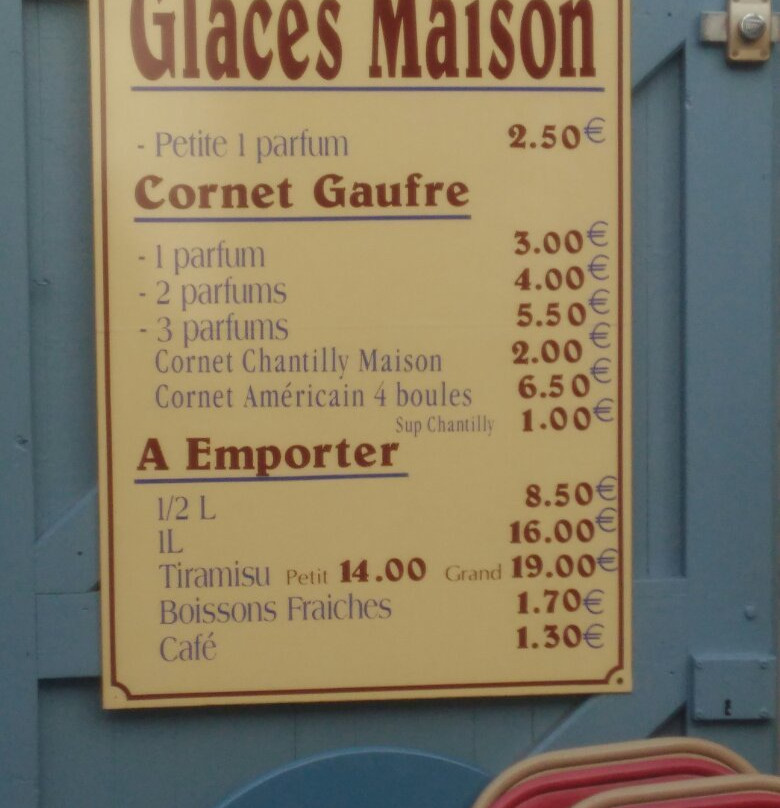 Glaces Maison
- Petite 1 parfum 2.50€
Cornet Gaufre
- 1 parfum 3.00€
- 2 parfums 4.00€
- 3 parfums 5.50€
Cornet Chantilly Maison 2.00€
Cornet Américain 4 boules 6.50€
Sup Chantilly 1.00€
A Emporter
1/2 L 8.50€
1L 16.00€
Tiramisu Petit 14.00 Grand 19.00€
Boissons Fraiches 1.70€
Café 1.30€